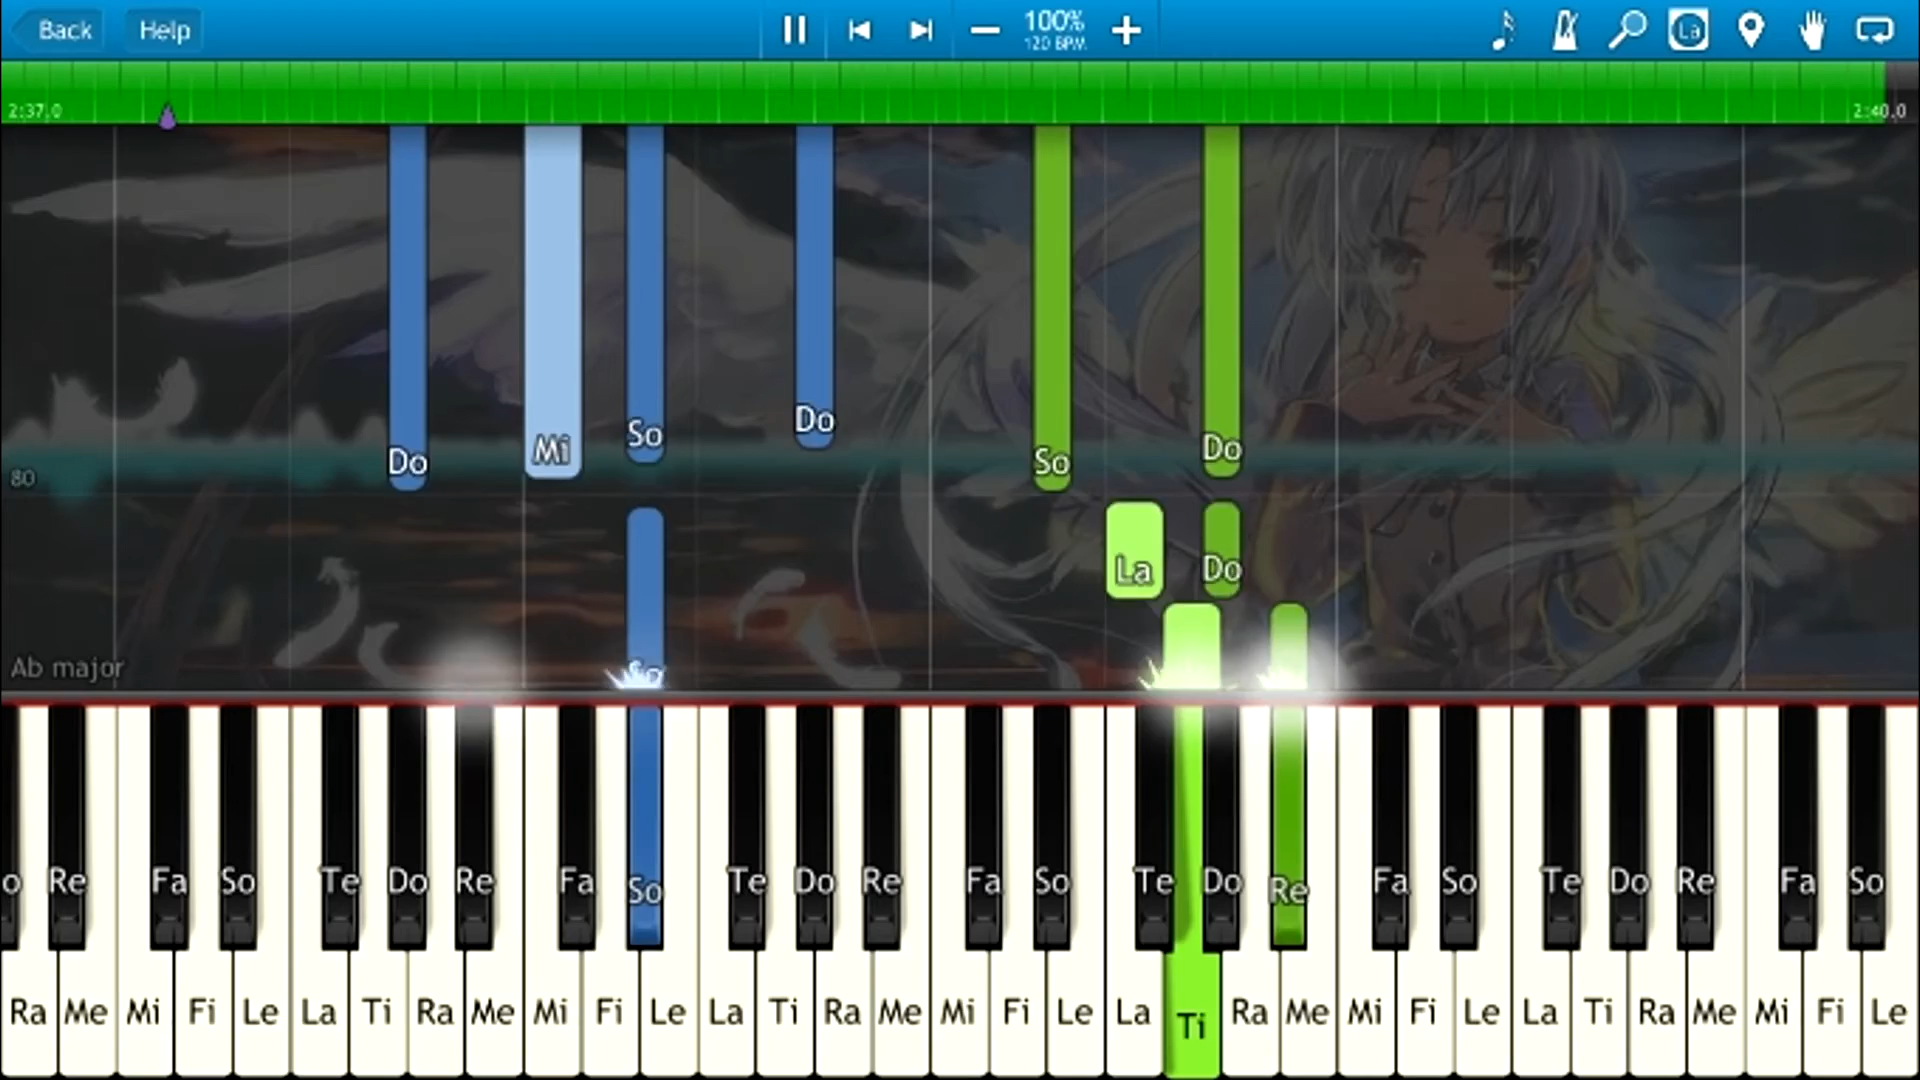 Back Help 100% La
120 BPM
2:37.0 2:40.0
Do
So
Mi
Do So Do
80
La Do
Ab major So
Re Fa So Te Do Re Fa So Te Do Re Fa So Te Do Re Fa So Te Do Re Fa So
Ra Me Mi Fi Le La Ti Ra Me Mi Fi Le La Ti Ra Me Mi Fi Le La Ti Ra Me Mi Fi Le La Ti Ra Me Mi Fi Le